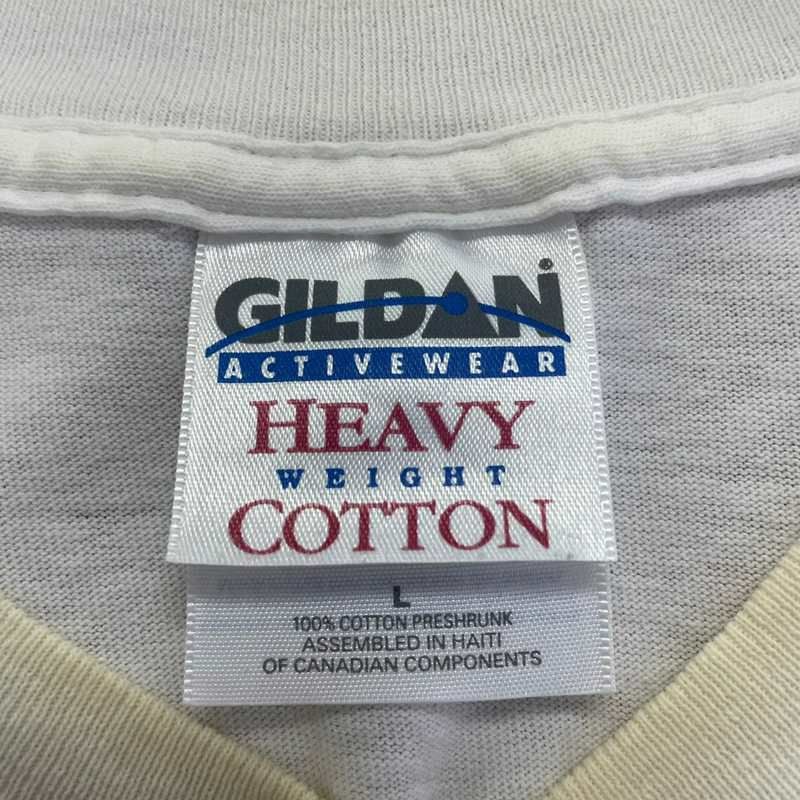 GILDAN
ACTIVEWEAR
HEAVY
WEIGHT
COTTON
L
100% COTTON PRESHRUNK
ASSEMBLED IN HAITI
OF CANADIAN COMPONENTS